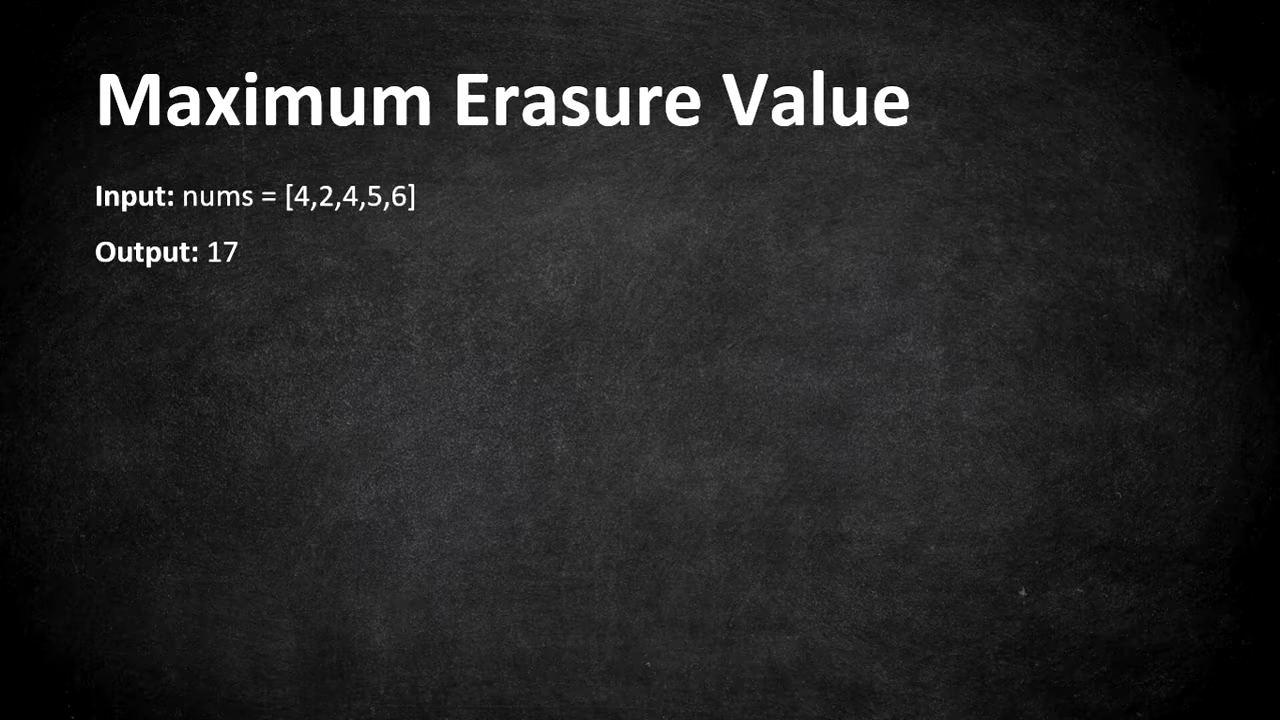 Maximum Erasure Value
Input: nums = [4,2,4,5,6]
Output: 17